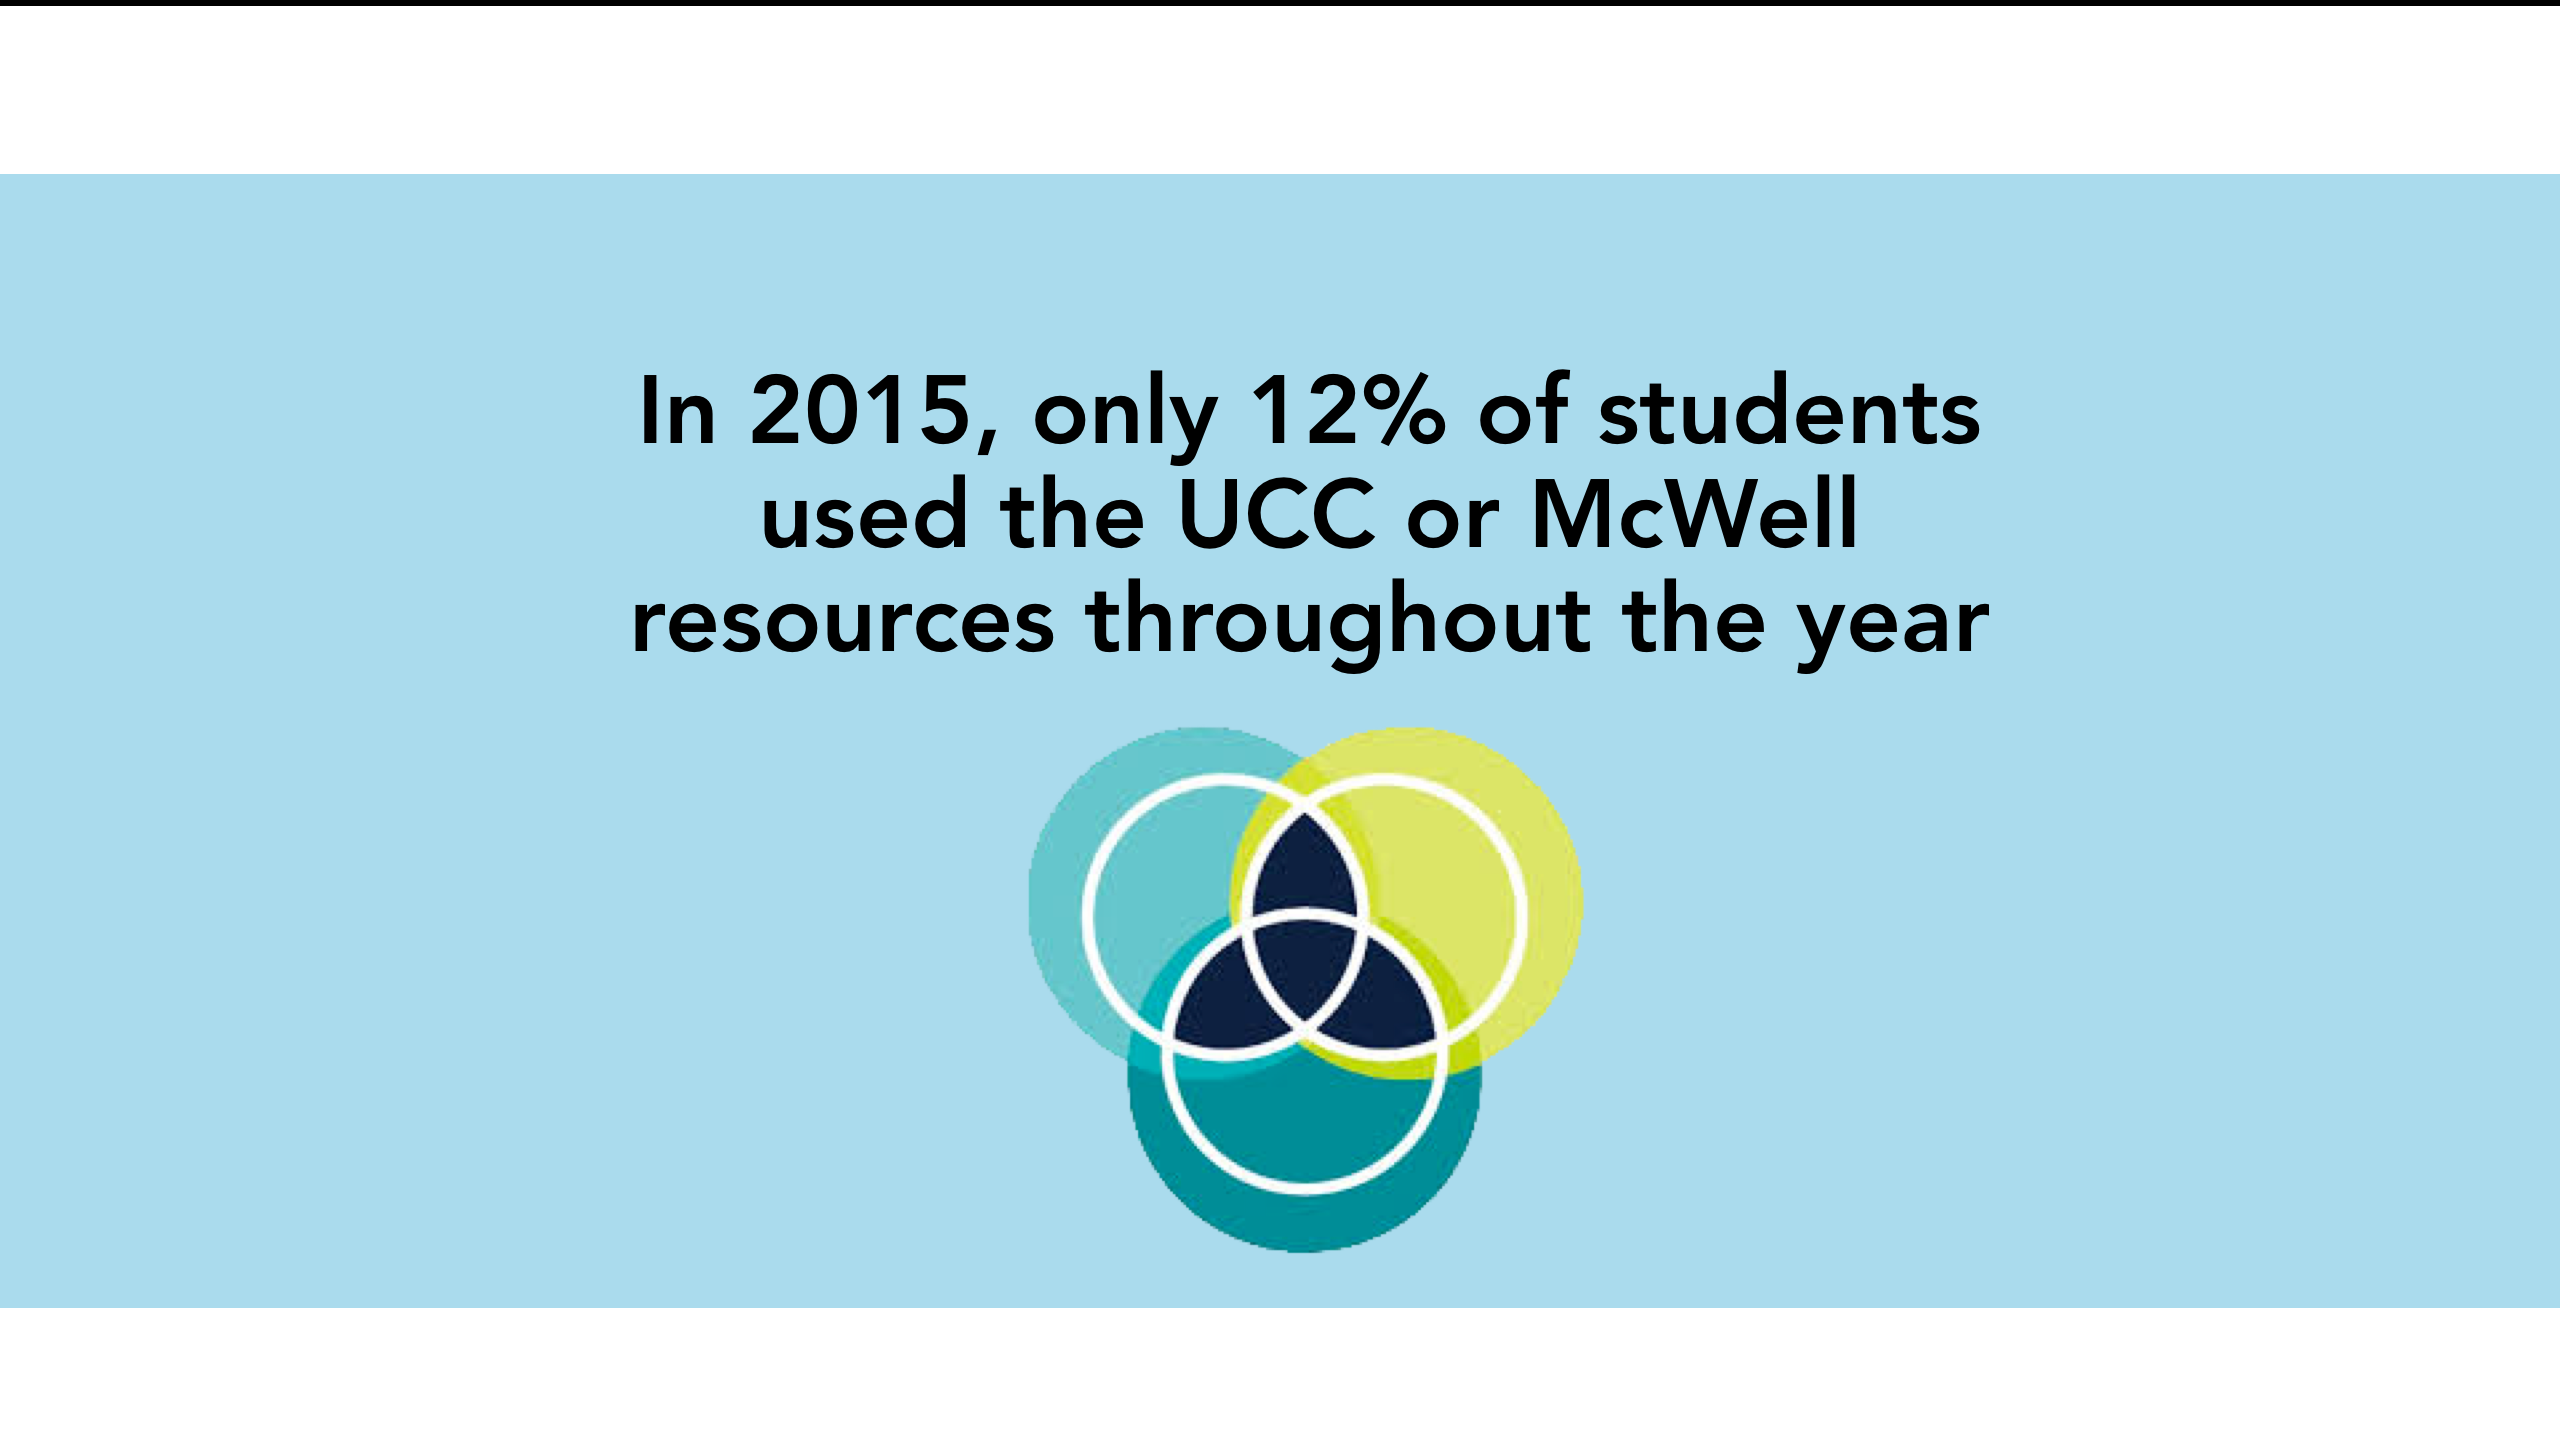 In 2015, only 12% of students
used the UCC or McWell
resources throughout the year